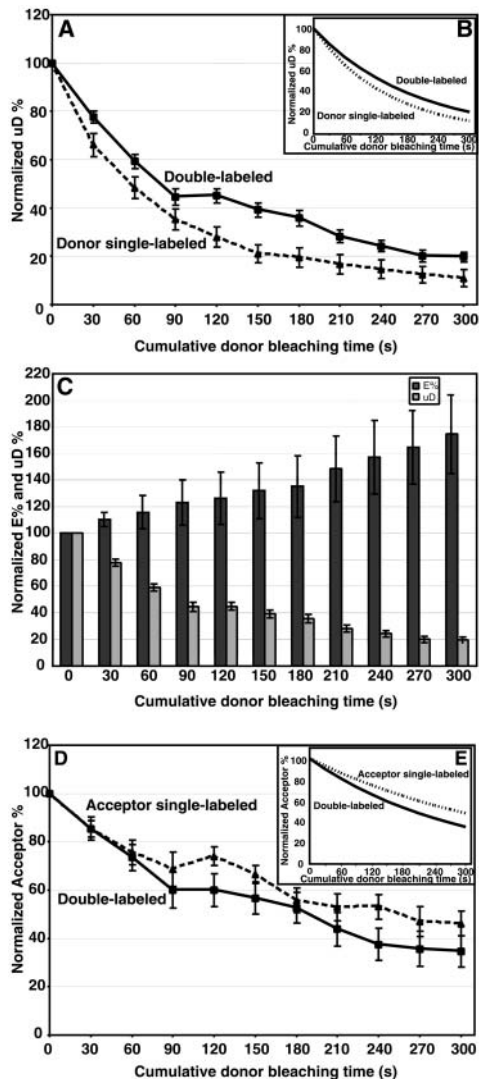 A
B
Normalized uD %
100
80
60
40
20
0
Double-labeled
Donor single-labeled
60
120
180
240
300
Cumulative donor bleaching time (s)
Normalized uD %
120
100
80
60
40
20
0
Double-labeled
Donor single-labeled
0 30 60 90 120 150 180 210 240 270 300
Cumulative donor bleaching time (s)
C
E%
uD
Normalized E% and uD %
220
200
180
160
140
120
100
80
60
40
20
0
0 30 60 90 120 150 180 210 240 270 300
Cumulative donor bleaching time (s)
D
E
Normalized Acceptor %
100
80
60
40
20
0
Acceptor single-labeled
Double-labeled
0 60 120 180 240 300
Cumulative donor bleaching time (s)
Normalized Acceptor %
120
100
80
60
40
20
0
Acceptor single-labeled
Double-labeled
0 30 60 90 120 150 180 210 240 270 300
Cumulative donor bleaching time (s)